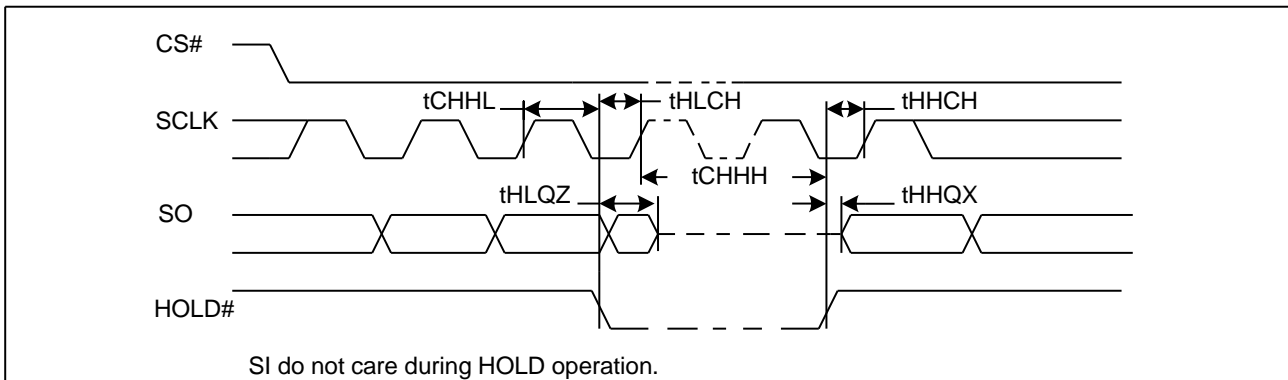 CS#
tCHHL
tHLCH
tHHCH
SCLK
tCHHH
tHLQZ
tHHQX
SO
HOLD#
SI do not care during HOLD operation.